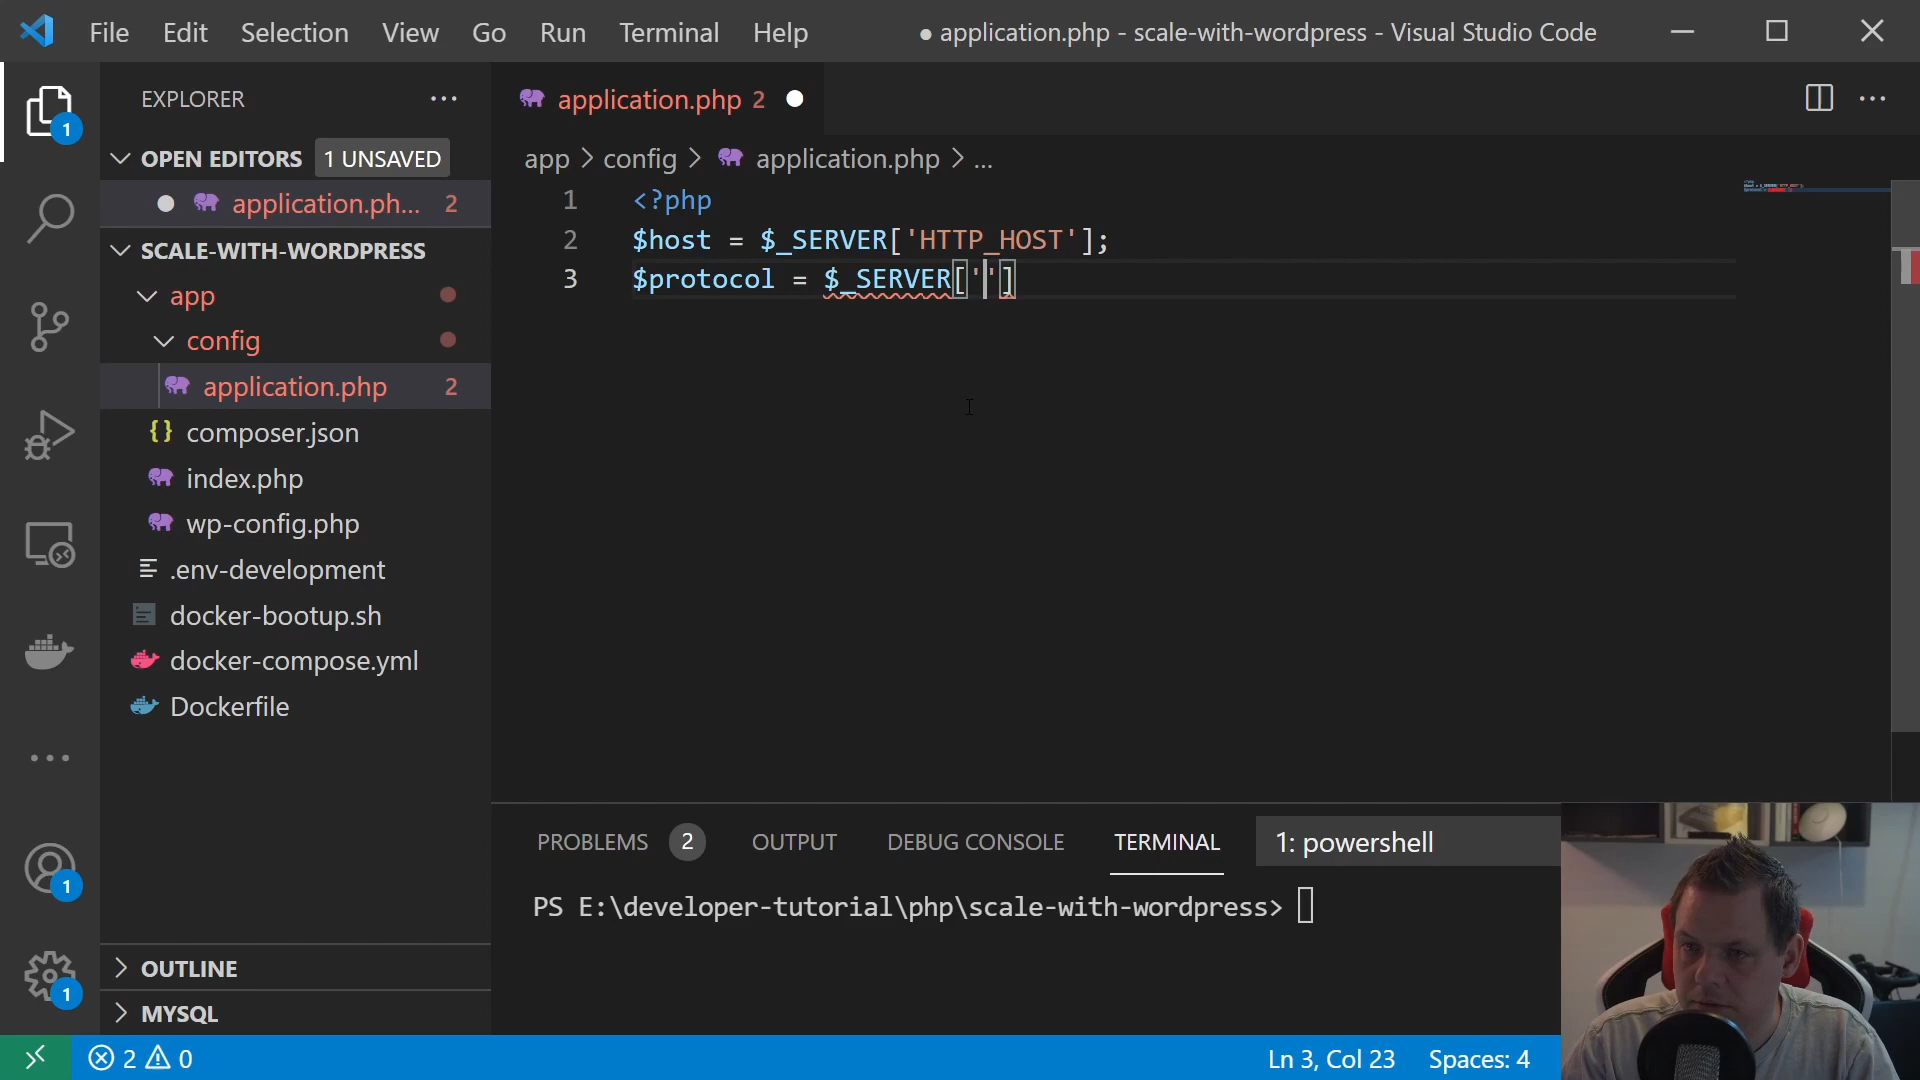 File Edit Selection View Go Run Terminal Help
● application.php - scale-with-wordpress - Visual Studio Code
EXPLORER
OPEN EDITORS 1 UNSAVED
application.ph... 2
SCALE-WITH-WORDPRESS
app
config
application.php 2
composer.json
index.php
wp-config.php
.env-development
docker-bootup.sh
docker-compose.yml
Dockerfile
OUTLINE
MYSQL
1
1
1
application.php 2
app > config > application.php > ...
1 <?php
2 $host = $_SERVER['HTTP_HOST'];
3 $protocol = $_SERVER['']
PROBLEMS 2 OUTPUT DEBUG CONSOLE TERMINAL 1: powershell
PS E:\developer-tutorial\php\scale-with-wordpress>
2 0
Ln 3, Col 23 Spaces: 4